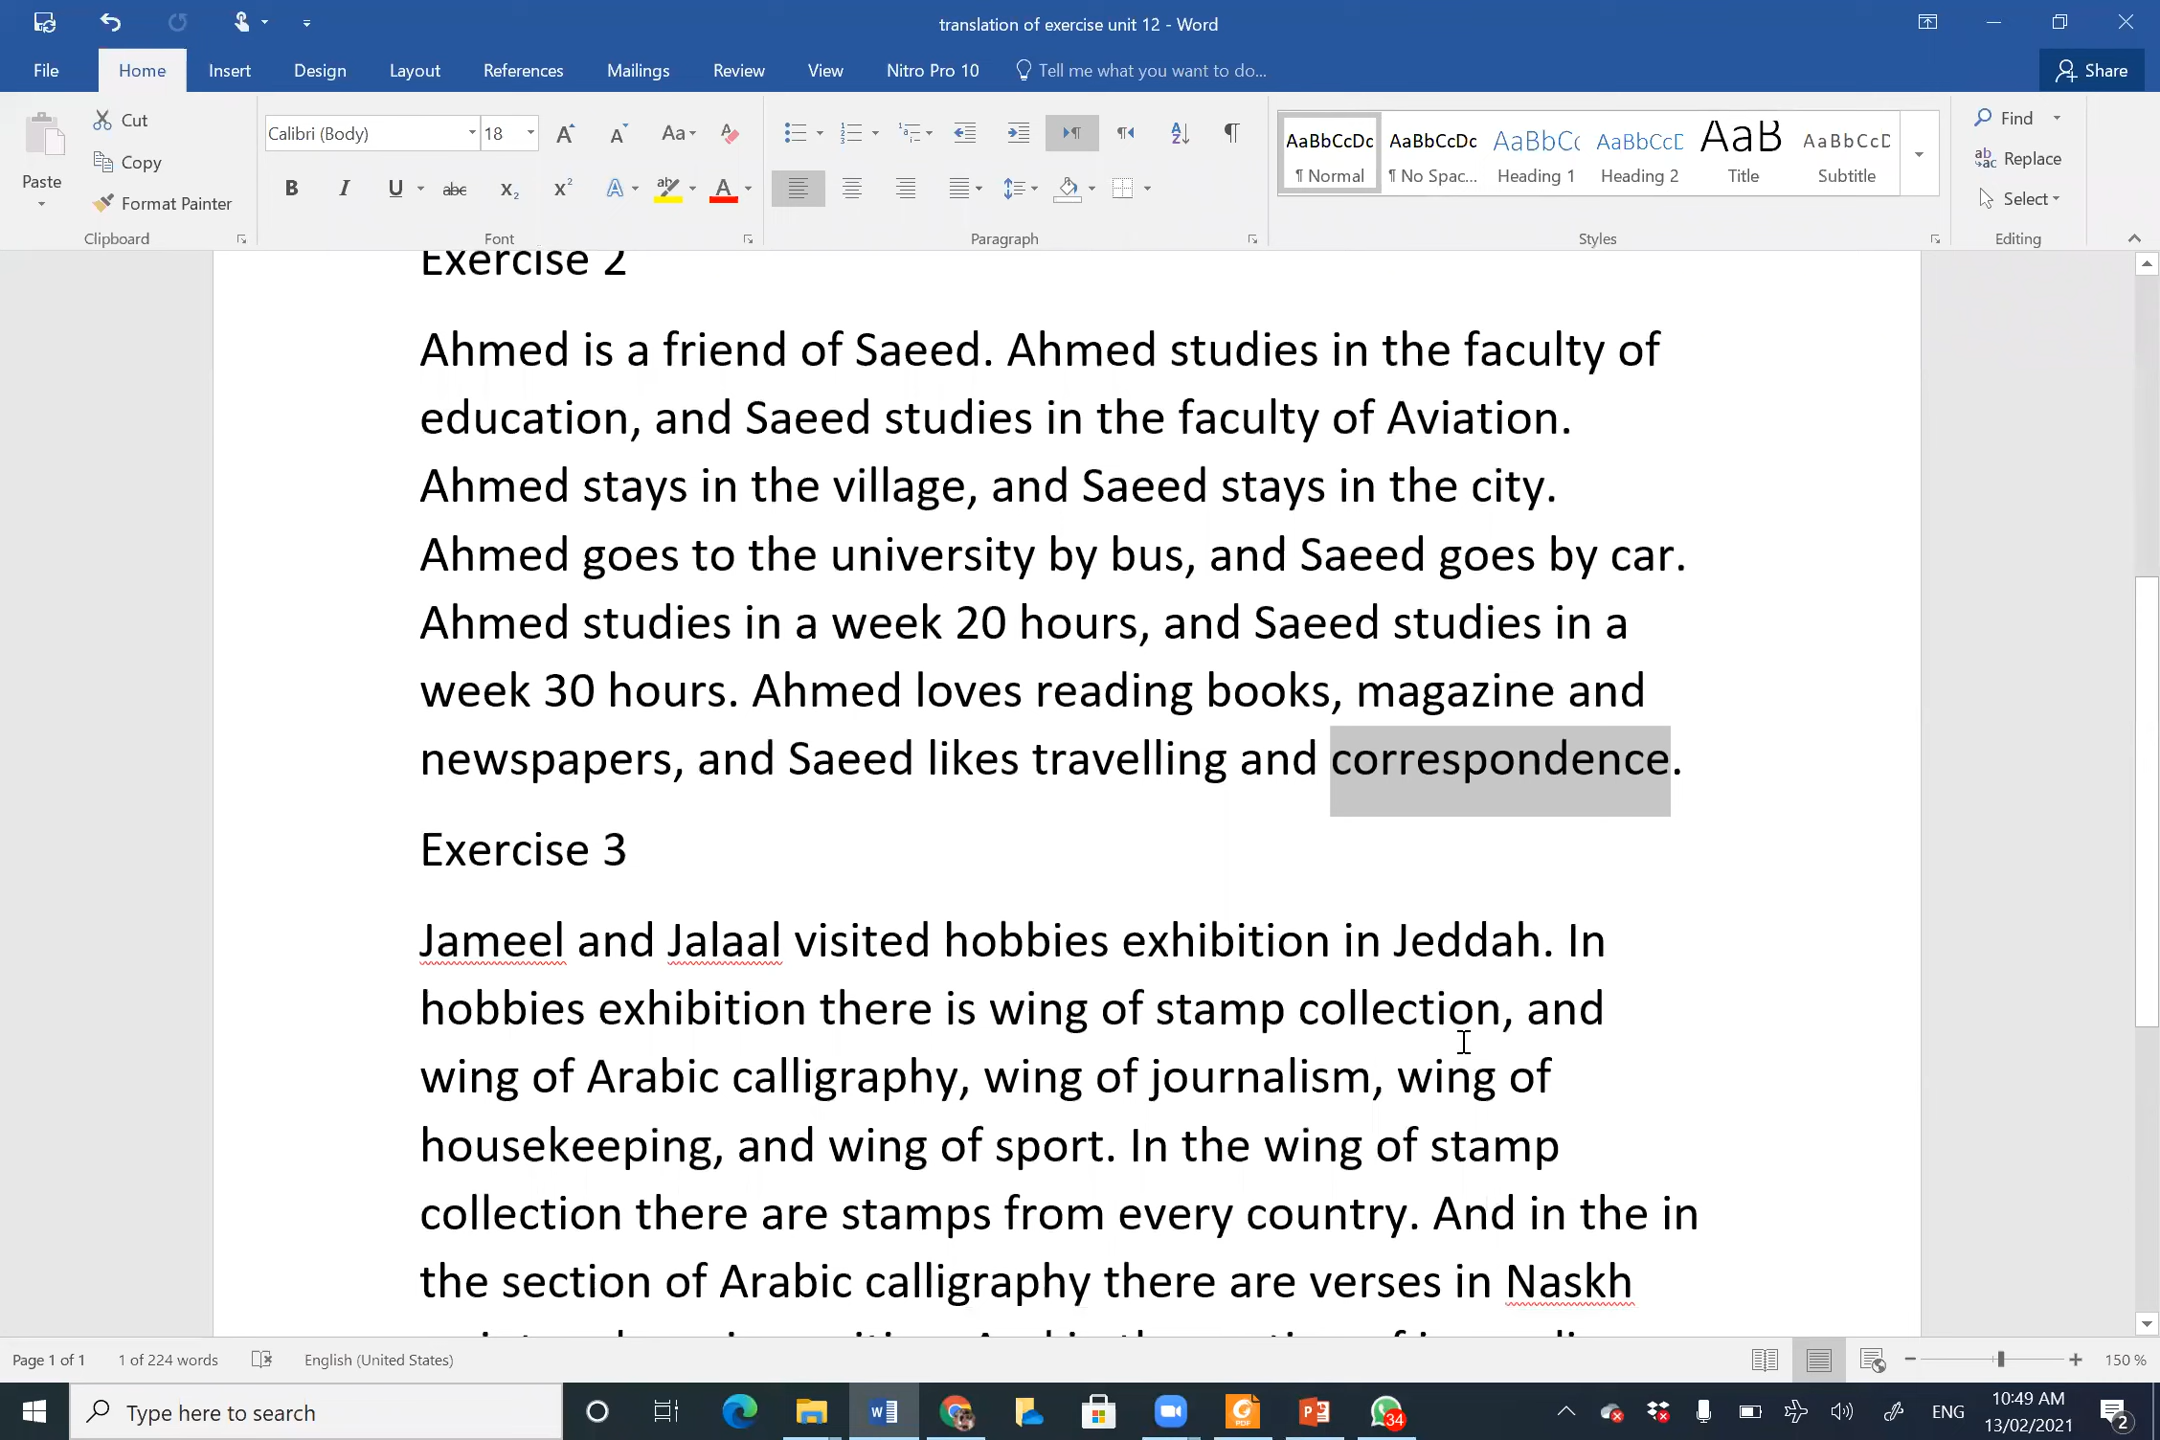 translation of exercise unit 12 - Word
File Home Insert Design Layout References Mailings Review View Nitro Pro 10 Tell me what you want to do... Share
Paste
Cut
Copy
Format Painter
Clipboard
Calibri (Body) 18
Font
Paragraph
AaBbCcDc AaBbCcDc AaBbCc AaBbCcD AaB AaBbCcD
¶ Normal ¶ No Spac... Heading 1 Heading 2 Title Subtitle
Styles
Find
Replace
Select
Editing
Exercise 2
Ahmed is a friend of Saeed. Ahmed studies in the faculty of
education, and Saeed studies in the faculty of Aviation.
Ahmed stays in the village, and Saeed stays in the city.
Ahmed goes to the university by bus, and Saeed goes by car.
Ahmed studies in a week 20 hours, and Saeed studies in a
week 30 hours. Ahmed loves reading books, magazine and
newspapers, and Saeed likes travelling and correspondence.
Exercise 3
Jameel and Jalaal visited hobbies exhibition in Jeddah. In
hobbies exhibition there is wing of stamp collection, and
wing of Arabic calligraphy, wing of journalism, wing of
housekeeping, and wing of sport. In the wing of stamp
collection there are stamps from every country. And in the in
the section of Arabic calligraphy there are verses in Naskh
Page 1 of 1 1 of 224 words English (United States) 150 %
Type here to search
34
ENG
10:49 AM
13/02/2021
2